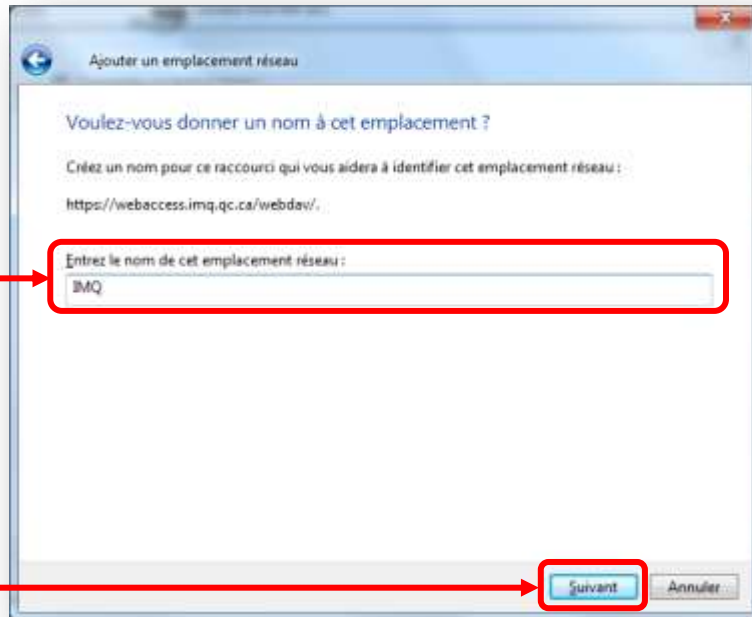 Ajouter un emplacement réseau
Voulez-vous donner un nom à cet emplacement ?
Créez un nom pour ce raccourci qui vous aidera à identifier cet emplacement réseau :
https://webaccess.imq.qc.ca/webdav/.
Entrez le nom de cet emplacement réseau :
IMQ
Suivant Annuler